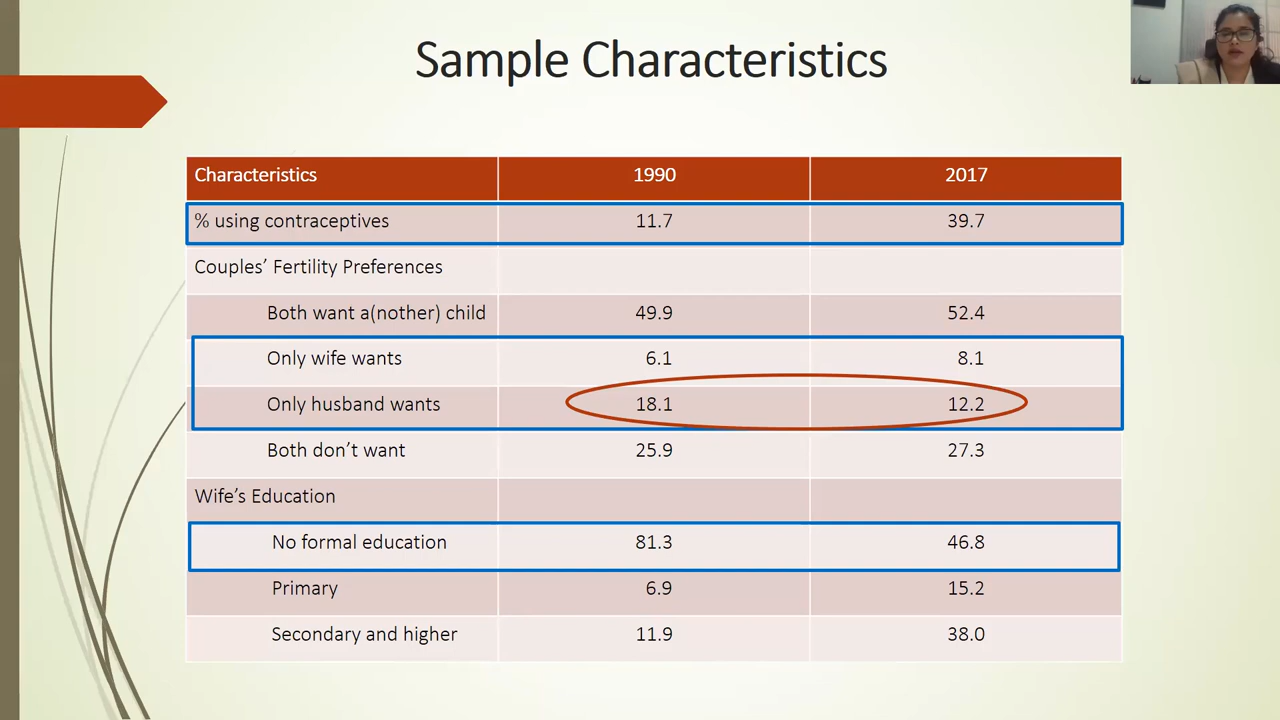 Sample Characteristics
Characteristics 1990 2017
% using contraceptives 11.7 39.7
Couples’ Fertility Preferences
Both want a(nother) child 49.9 52.4
Only wife wants 6.1 8.1
Only husband wants 18.1 12.2
Both don’t want 25.9 27.3
Wife’s Education
No formal education 81.3 46.8
Primary 6.9 15.2
Secondary and higher 11.9 38.0